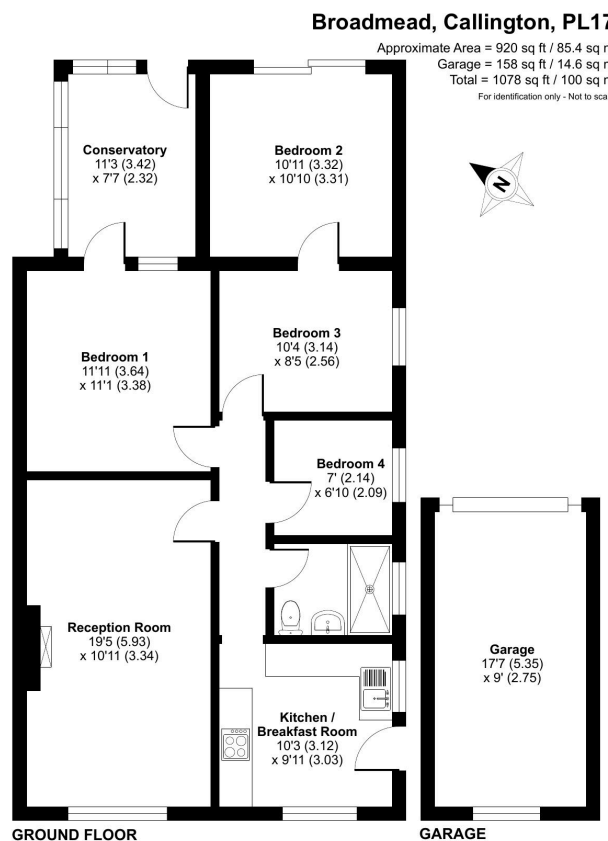 Broadmead, Callington, PL17
Approximate Area = 920 sq ft / 85.4 sq m
Garage = 158 sq ft / 14.6 sq m
Total = 1078 sq ft / 100 sq m
For identification only - Not to sca
N
Conservatory
11'3 (3.42)
x 7'7 (2.32)
Bedroom 2
10'11 (3.32)
x 10'10 (3.31)
Bedroom 1
11'11 (3.64)
x 11'1 (3.38)
Bedroom 3
10'4 (3.14)
x 8'5 (2.56)
Bedroom 4
7' (2.14)
x 6'10 (2.09)
Reception Room
19'5 (5.93)
x 10'11 (3.34)
Kitchen /
Breakfast Room
10'3 (3.12)
x 9'11 (3.03)
Garage
17'7 (5.35)
x 9' (2.75)
GROUND FLOOR
GARAGE